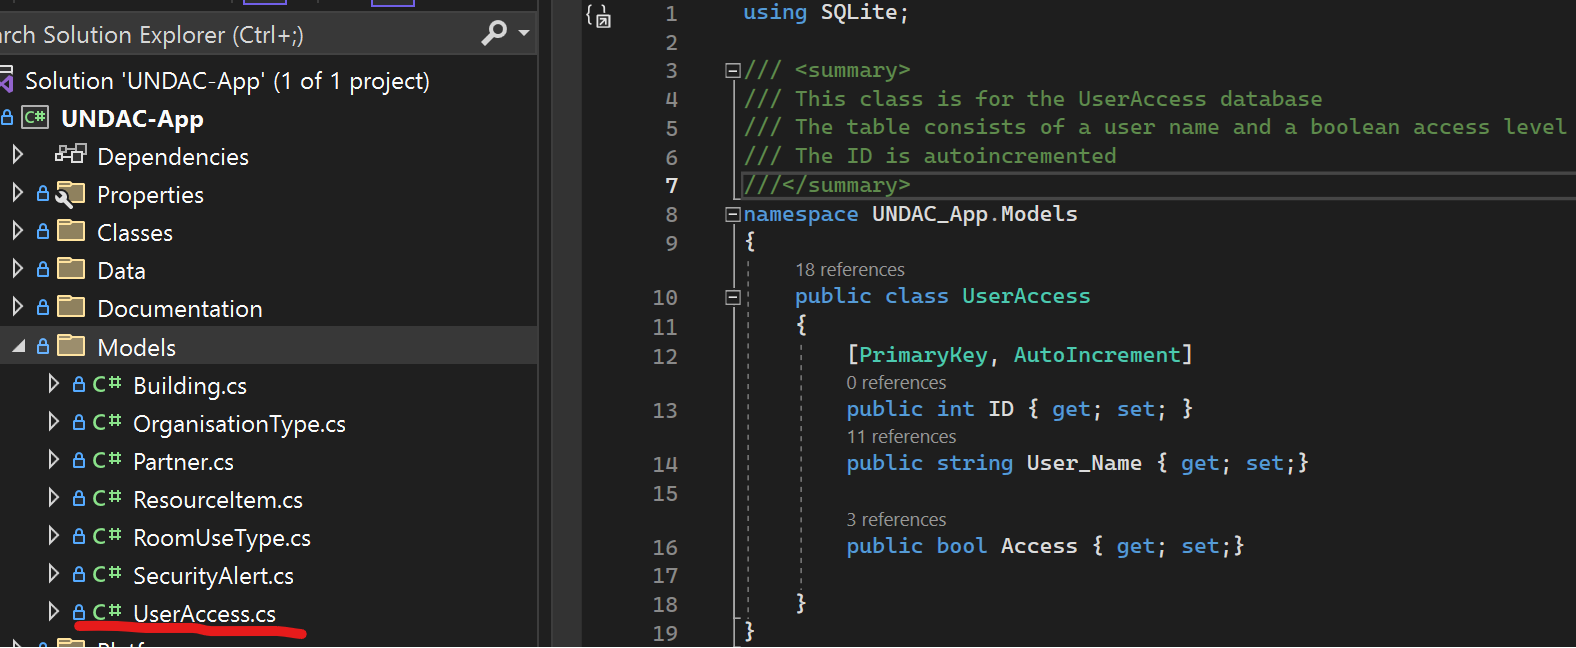 rch Solution Explorer (Ctrl+;)
Solution 'UNDAC-App' (1 of 1 project)
C# UNDAC-App
Dependencies
Properties
Classes
Data
Documentation
Models
C# Building.cs
C# OrganisationType.cs
C# Partner.cs
C# ResourceItem.cs
C# RoomUseType.cs
C# SecurityAlert.cs
C# UserAccess.cs
1 using SQLite;
2
3 /// <summary>
4 /// This class is for the UserAccess database
5 /// The table consists of a user name and a boolean access level
6 /// The ID is autoincremented
7 ///</summary>
8 namespace UNDAC_App.Models
9 {
18 references
10 public class UserAccess
11 {
12 [PrimaryKey, AutoIncrement]
0 references
13 public int ID { get; set; }
11 references
14 public string User_Name { get; set;}
15
3 references
16 public bool Access { get; set;}
17
18 }
19 }